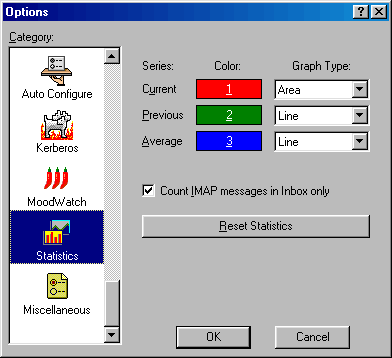 Options
Category:
Auto Configure
Kerberos
MoodWatch
Statistics
Miscellaneous
Series: Color: Graph Type:
Current 1 Area
Previous 2 Line
Average 3 Line
Count IMAP messages in Inbox only
Reset Statistics
OK Cancel